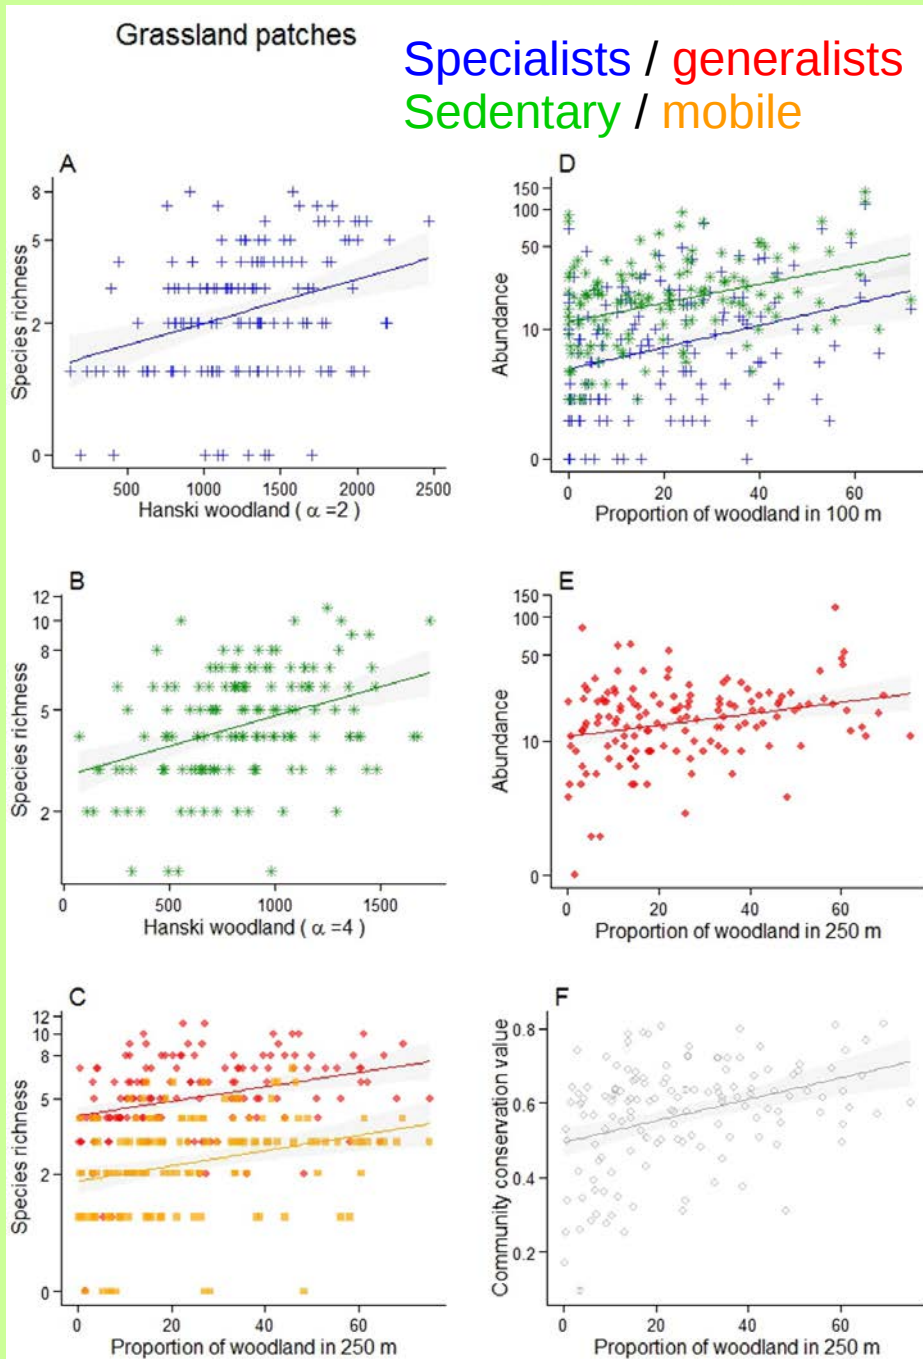 Grassland patches
Specialists / generalists
Sedentary / mobile
A
Species richness
8
5
2
0
500 1000 1500 2000 2500
Hanski woodland ( α =2 )
D
Abundance
150
100
50
10
0
0 20 40 60
Proportion of woodland in 100 m
B
Species richness
12
10
8
5
2
0 500 1000 1500
Hanski woodland ( α =4 )
E
Abundance
150
100
50
10
0
0 20 40 60
Proportion of woodland in 250 m
C
Species richness
12
10
8
5
2
0
0 20 40 60
Proportion of woodland in 250 m
F
Community conservation value
0.8
0.6
0.4
0.2
0 20 40 60
Proportion of woodland in 250 m